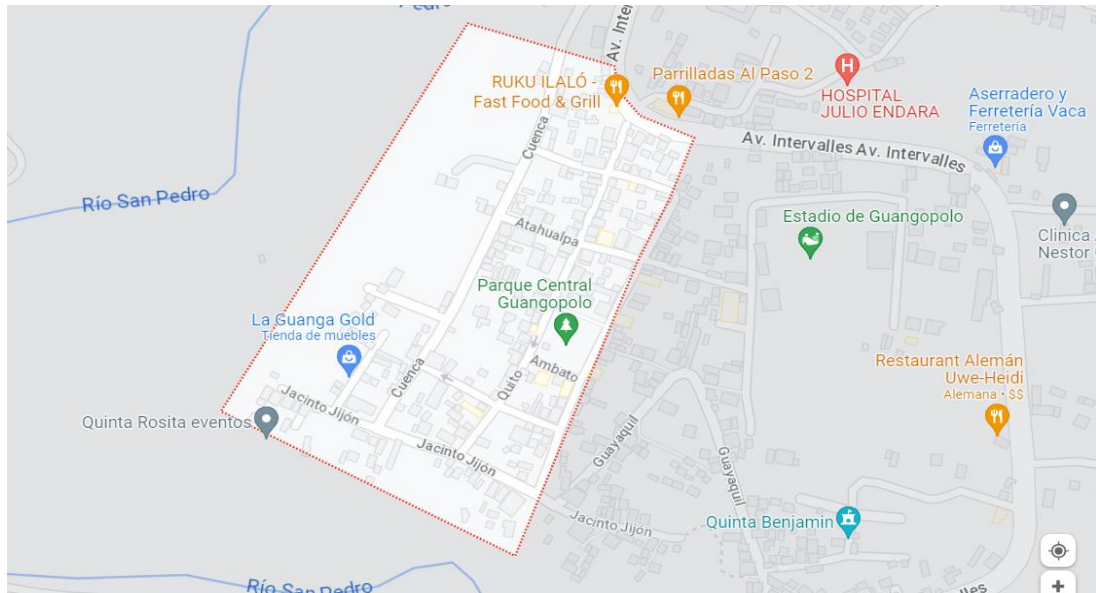 Pedro
Av. Intervalles
RUKU ILALÓ -
Fast Food & Grill
Parrilladas Al Paso 2
HOSPITAL
JULIO ENDARA
Aserradero y
Ferretería Vaca
Ferretería
Cuenca
Av. Intervalles Av. Intervalles
Río San Pedro
Atahualpa
Estadio de Guangopolo
Clinica
Nestor
Parque Central
Guangopolo
La Guanga Gold
Tienda de muebles
Cuenca
Quito
Ambato
Restaurant Alemán
Uwe-Heidi
Alemana · $$
Jacinto Jijón
Quinta Rosita eventos
Jacinto Jijón
Guayaquil
Guayaquil
Jacinto Jijón
Quinta Benjamin
Río San Pedro